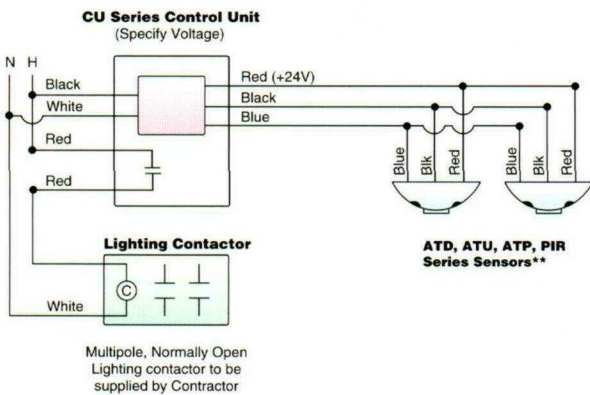 CU Series Control Unit
(Specify Voltage)
N H
Black
White
Red
Red
Red (+24V)
Black
Blue
Blue
Blk
Red
Blue
Blk
Red
ATD, ATU, ATP, PIR
Series Sensors**
Lighting Contactor
C
White
Multipole, Normally Open
Lighting contactor to be
supplied by Contractor